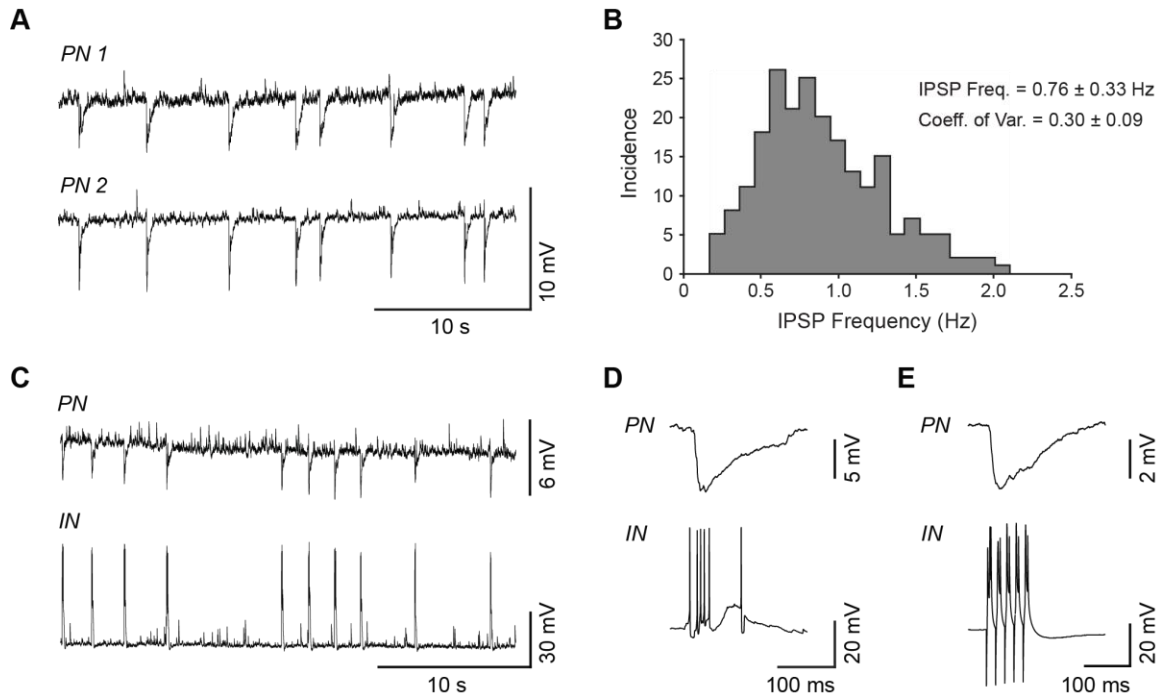 A
PN 1
PN 2
10 mV
10 s
B
30
25
20
15
10
5
0
Incidence
IPSP Freq. = 0.76 ± 0.33 Hz
Coeff. of Var. = 0.30 ± 0.09
0 0.5 1.0 1.5 2.0 2.5
IPSP Frequency (Hz)
C
PN
6 mV
IN
30 mV
10 s
D
PN
5 mV
IN
20 mV
100 ms
E
PN
2 mV
IN
20 mV
100 ms